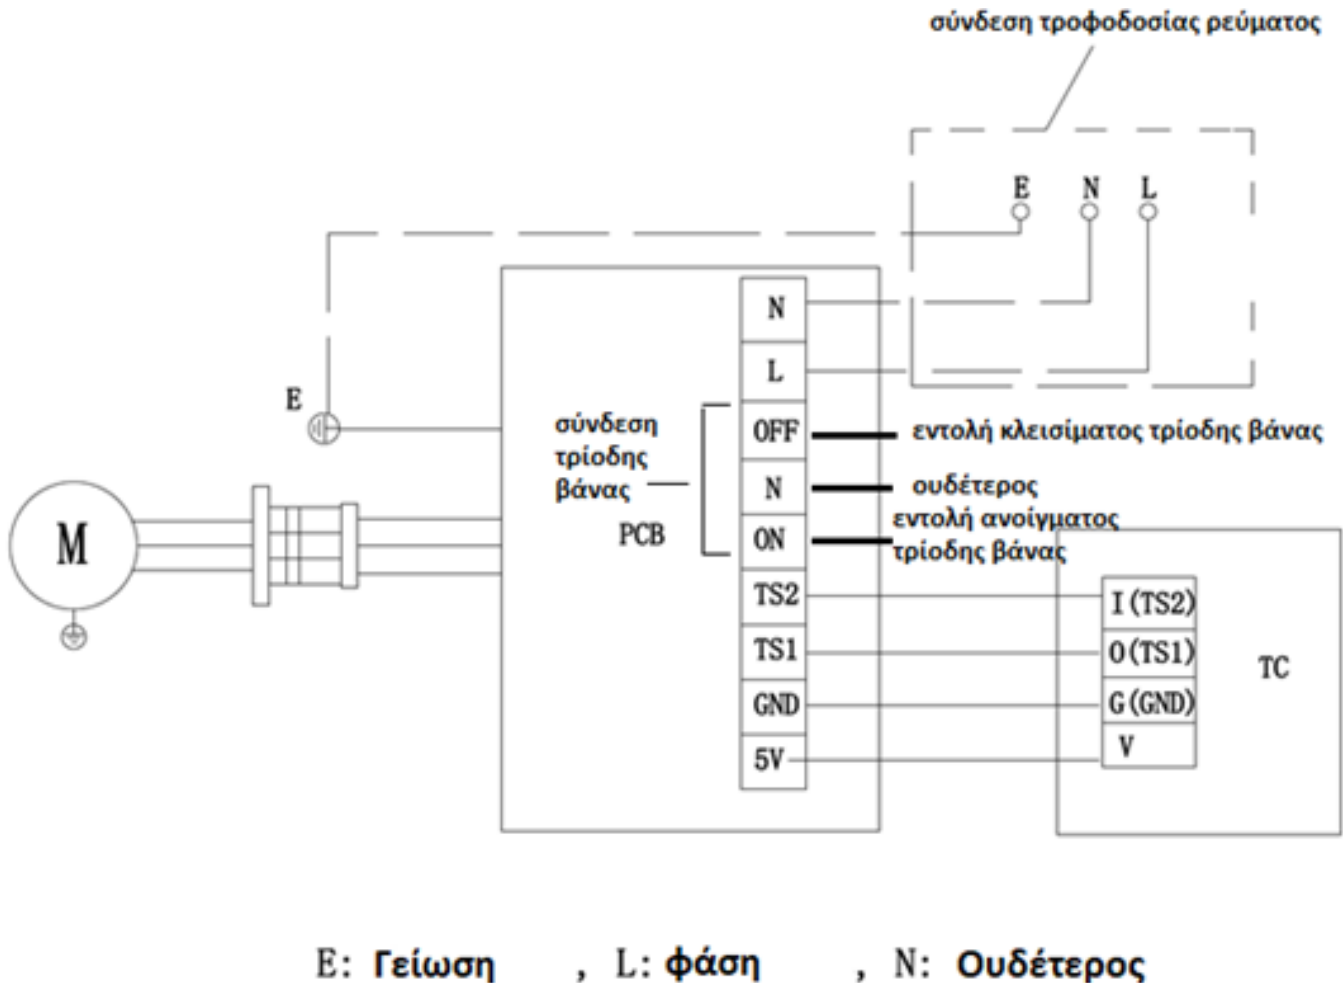 σύνδεση τροφοδοσίας ρεύματος
E N L
N
L
E
σύνδεση
τρίοδης
βάνας
PCB
OFF
εντολή κλεισίματος τρίοδης βάνας
N
ουδέτερος
ON
εντολή ανοίγματος
τρίοδης βάνας
M
TS2
TS1
GND
5V
I(TS2)
O(TS1)
G(GND)
V
TC
E: Γείωση , L: φάση , N: Ουδέτερος